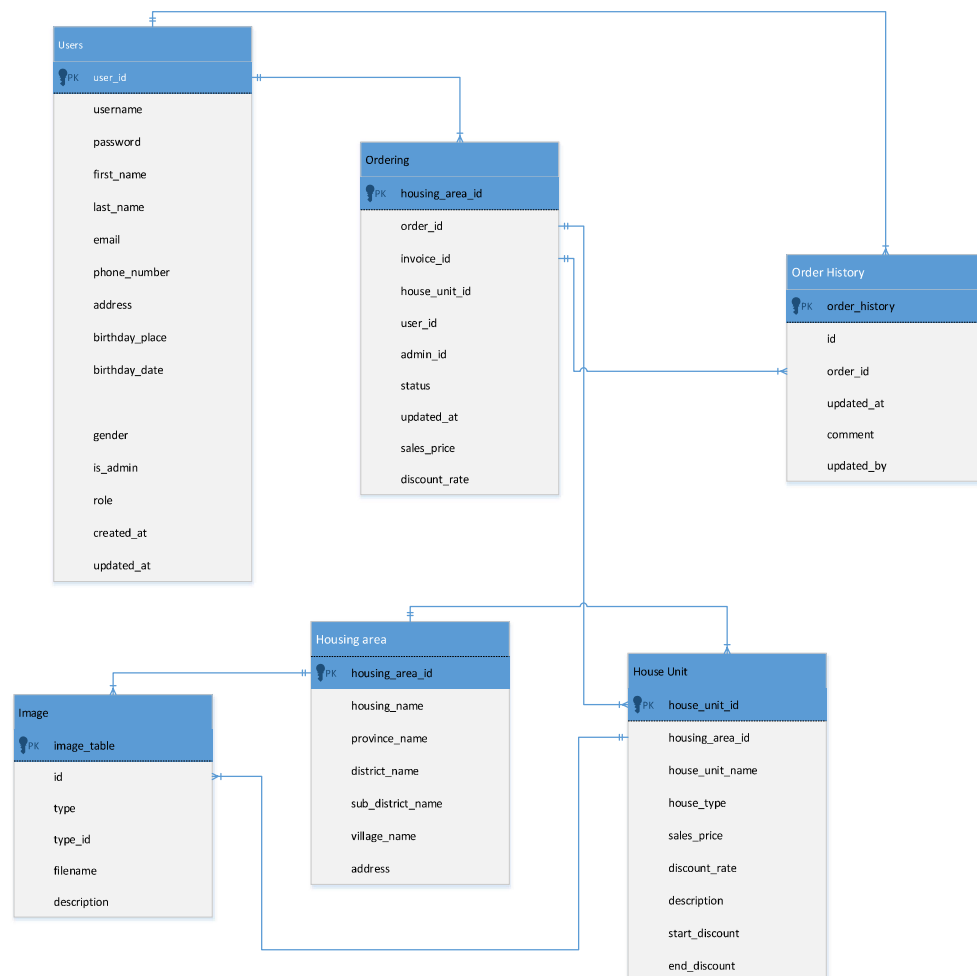 Users
PK user_id
username
password
first_name
last_name
email
phone_number
address
birthday_place
birthday_date
gender
is_admin
role
created_at
updated_at
Ordering
PK housing_area_id
order_id
invoice_id
house_unit_id
user_id
admin_id
status
updated_at
sales_price
discount_rate
Order History
PK order_history
id
order_id
updated_at
comment
updated_by
Housing area
PK housing_area_id
housing_name
province_name
district_name
sub_district_name
village_name
address
House Unit
PK house_unit_id
housing_area_id
house_unit_name
house_type
sales_price
discount_rate
description
start_discount
end_discount
Image
PK image_table
id
type
type_id
filename
description